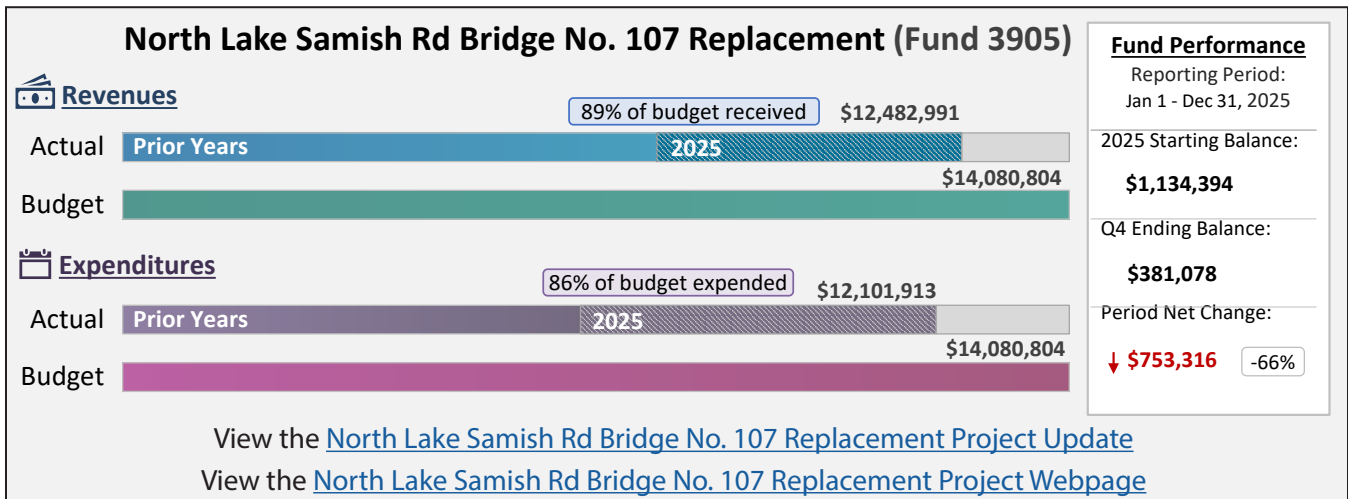 North Lake Samish Rd Bridge No. 107 Replacement (Fund 3905)
Revenues
89% of budget received $12,482,991
Actual Prior Years 2025
$14,080,804
Budget
Expenditures
86% of budget expended $12,101,913
Actual Prior Years 2025
$14,080,804
Budget
Fund Performance
Reporting Period:
Jan 1 - Dec 31, 2025
2025 Starting Balance:
$1,134,394
Q4 Ending Balance:
$381,078
Period Net Change:
↓ $753,316 -66%
View the North Lake Samish Rd Bridge No. 107 Replacement Project Update
View the North Lake Samish Rd Bridge No. 107 Replacement Project Webpage